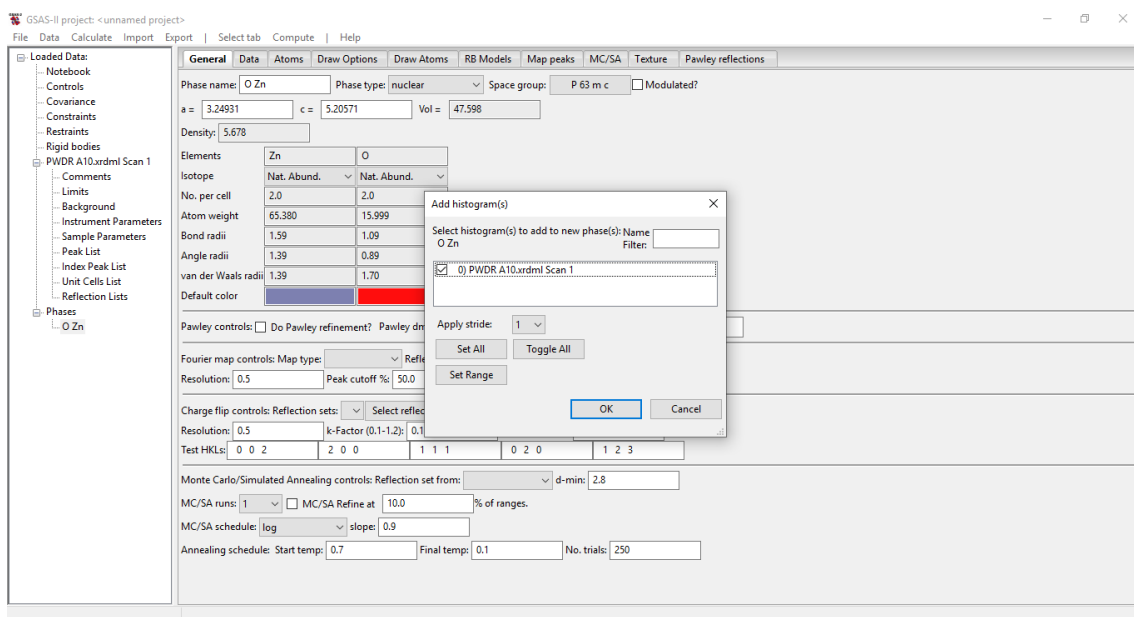 GSAS-II project: <unnamed project>
File Data Calculate Import Export | Select tab Compute | Help
Loaded Data:
Notebook
Controls
Covariance
Constraints
Restraints
Rigid bodies
PWDR A10.xrdml Scan 1
Comments
Limits
Background
Instrument Parameters
Sample Parameters
Peak List
Index Peak List
Unit Cells List
Reflection Lists
Phases
O Zn
General Data Atoms Draw Options Draw Atoms RB Models Map peaks MC/SA Texture Pawley reflections
Phase name: O Zn Phase type: nuclear Space group: P 63 m c Modulated?
a = 3.24931 c = 5.20571 Vol = 47.598
Density: 5.678
Elements Zn O
Isotope Nat. Abund. Nat. Abund.
No. per cell 2.0 2.0
Atom weight 65.380 15.999
Bond radii 1.59 1.09
Angle radii 1.39 0.89
van der Waals radii 1.39 1.70
Default color
Pawley controls: Do Pawley refinement? Pawley
Fourier map controls: Map type:
Resolution: 0.5 Peak cutoff %: 50.0
Charge flip controls: Reflection sets: Select
Resolution: 0.5 k-Factor (0.1-1.2):
Test HKLs: 0 0 2 2 0 0 1 1 1 0 2 0 1 2 3
Monte Carlo/Simulated Annealing controls: Reflection set from: d-min: 2.8
MC/SA runs: 1 MC/SA Refine at 10.0 % of ranges.
MC/SA schedule: log slope: 0.9
Annealing schedule: Start temp: 0.7 Final temp: 0.1 No. trials: 250
Add histogram(s)
Select histogram(s) to add to new phase(s): Name
O Zn Filter:
0) PWDR A10.xrdml Scan 1
Apply stride: 1
Set All Toggle All
Set Range
OK Cancel